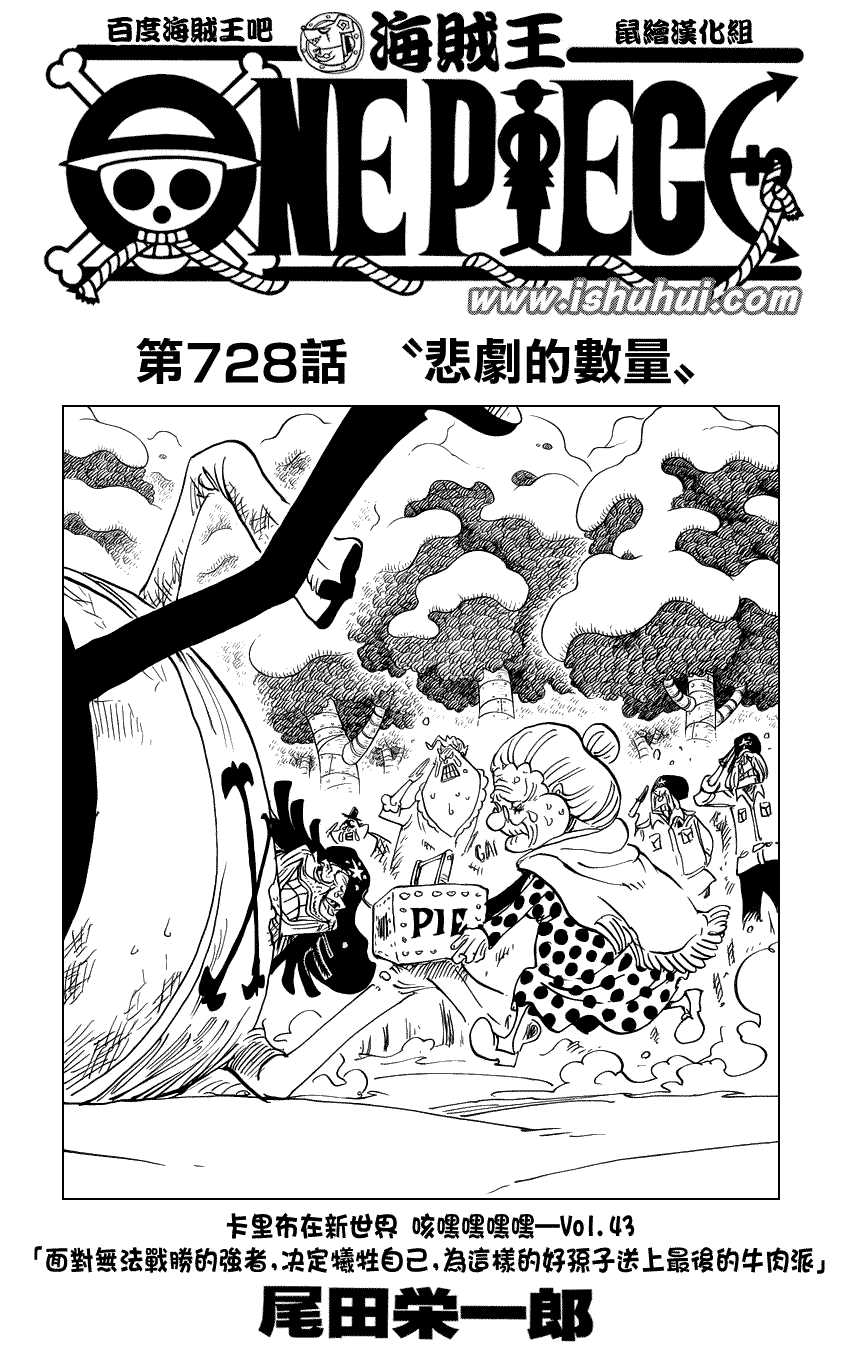 百度海賊王吧
海賊王
鼠繪漢化組
ONE PIECE
www.ishuhui.com
第728話 〝悲劇的數量〟
GA
PIE
卡里布在新世界 咳嘿嘿嘿嘿—Vol.43
「面對無法戰勝的強者,決定犧牲自己,為這樣的好孫子送上最後的牛肉派」
尾田栄一郎